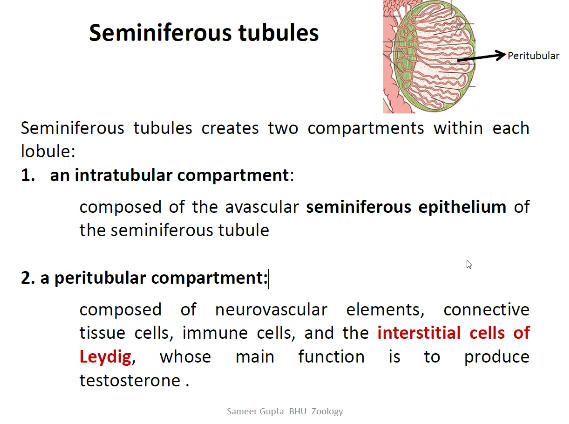 Seminiferous tubules
Peritubular
Seminiferous tubules creates two compartments within each
lobule:
1. an intratubular compartment:
composed of the avascular seminiferous epithelium of
the seminiferous tubule
2. a peritubular compartment:
composed of neurovascular elements, connective
tissue cells, immune cells, and the interstitial cells of
Leydig, whose main function is to produce
testosterone .
Sameer Gupta BHU Zoology